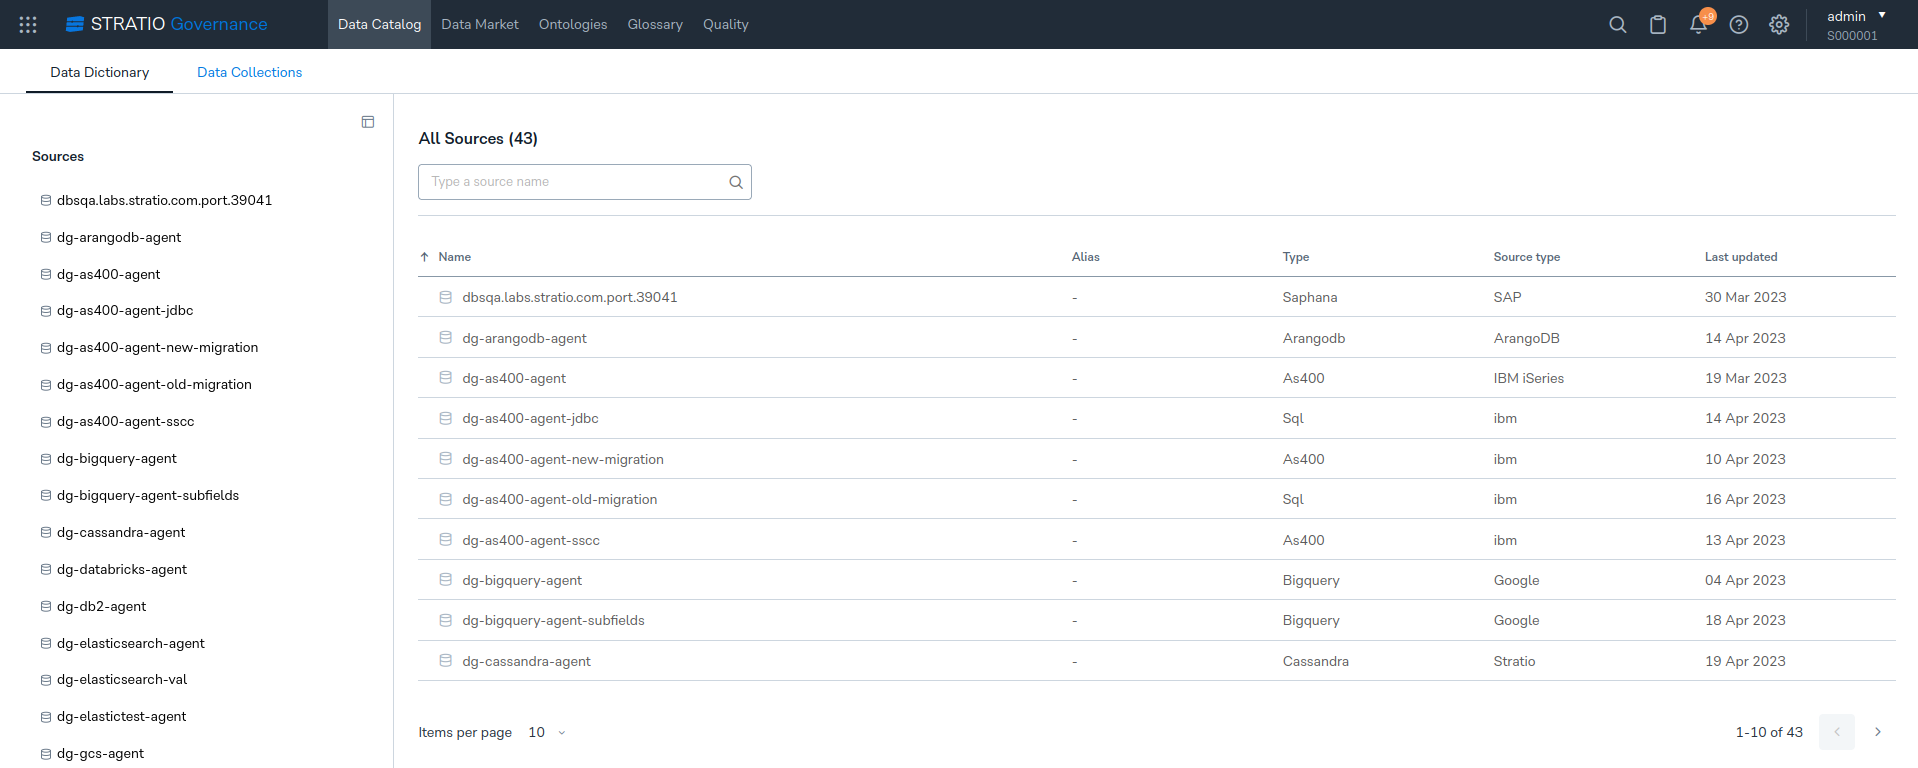 STRATIO Governance
Data Catalog Data Market Ontologies Glossary Quality
+9
admin
S000001
Data Dictionary Data Collections
Sources
dbsqa.labs.stratio.com.port.39041
dg-arangodb-agent
dg-as400-agent
dg-as400-agent-jdbc
dg-as400-agent-new-migration
dg-as400-agent-old-migration
dg-as400-agent-sscc
dg-bigquery-agent
dg-bigquery-agent-subfields
dg-cassandra-agent
dg-databricks-agent
dg-db2-agent
dg-elasticsearch-agent
dg-elasticsearch-val
dg-elastictest-agent
dg-gcs-agent
All Sources (43)
Type a source name
Name Alias Type Source type Last updated
dbsqa.labs.stratio.com.port.39041 - Saphana SAP 30 Mar 2023
dg-arangodb-agent - Arangodb ArangoDB 14 Apr 2023
dg-as400-agent - As400 IBM iSeries 19 Mar 2023
dg-as400-agent-jdbc - Sql ibm 14 Apr 2023
dg-as400-agent-new-migration - As400 ibm 10 Apr 2023
dg-as400-agent-old-migration - Sql ibm 16 Apr 2023
dg-as400-agent-sscc - As400 ibm 13 Apr 2023
dg-bigquery-agent - Bigquery Google 04 Apr 2023
dg-bigquery-agent-subfields - Bigquery Google 18 Apr 2023
dg-cassandra-agent - Cassandra Stratio 19 Apr 2023
Items per page 10 1-10 of 43